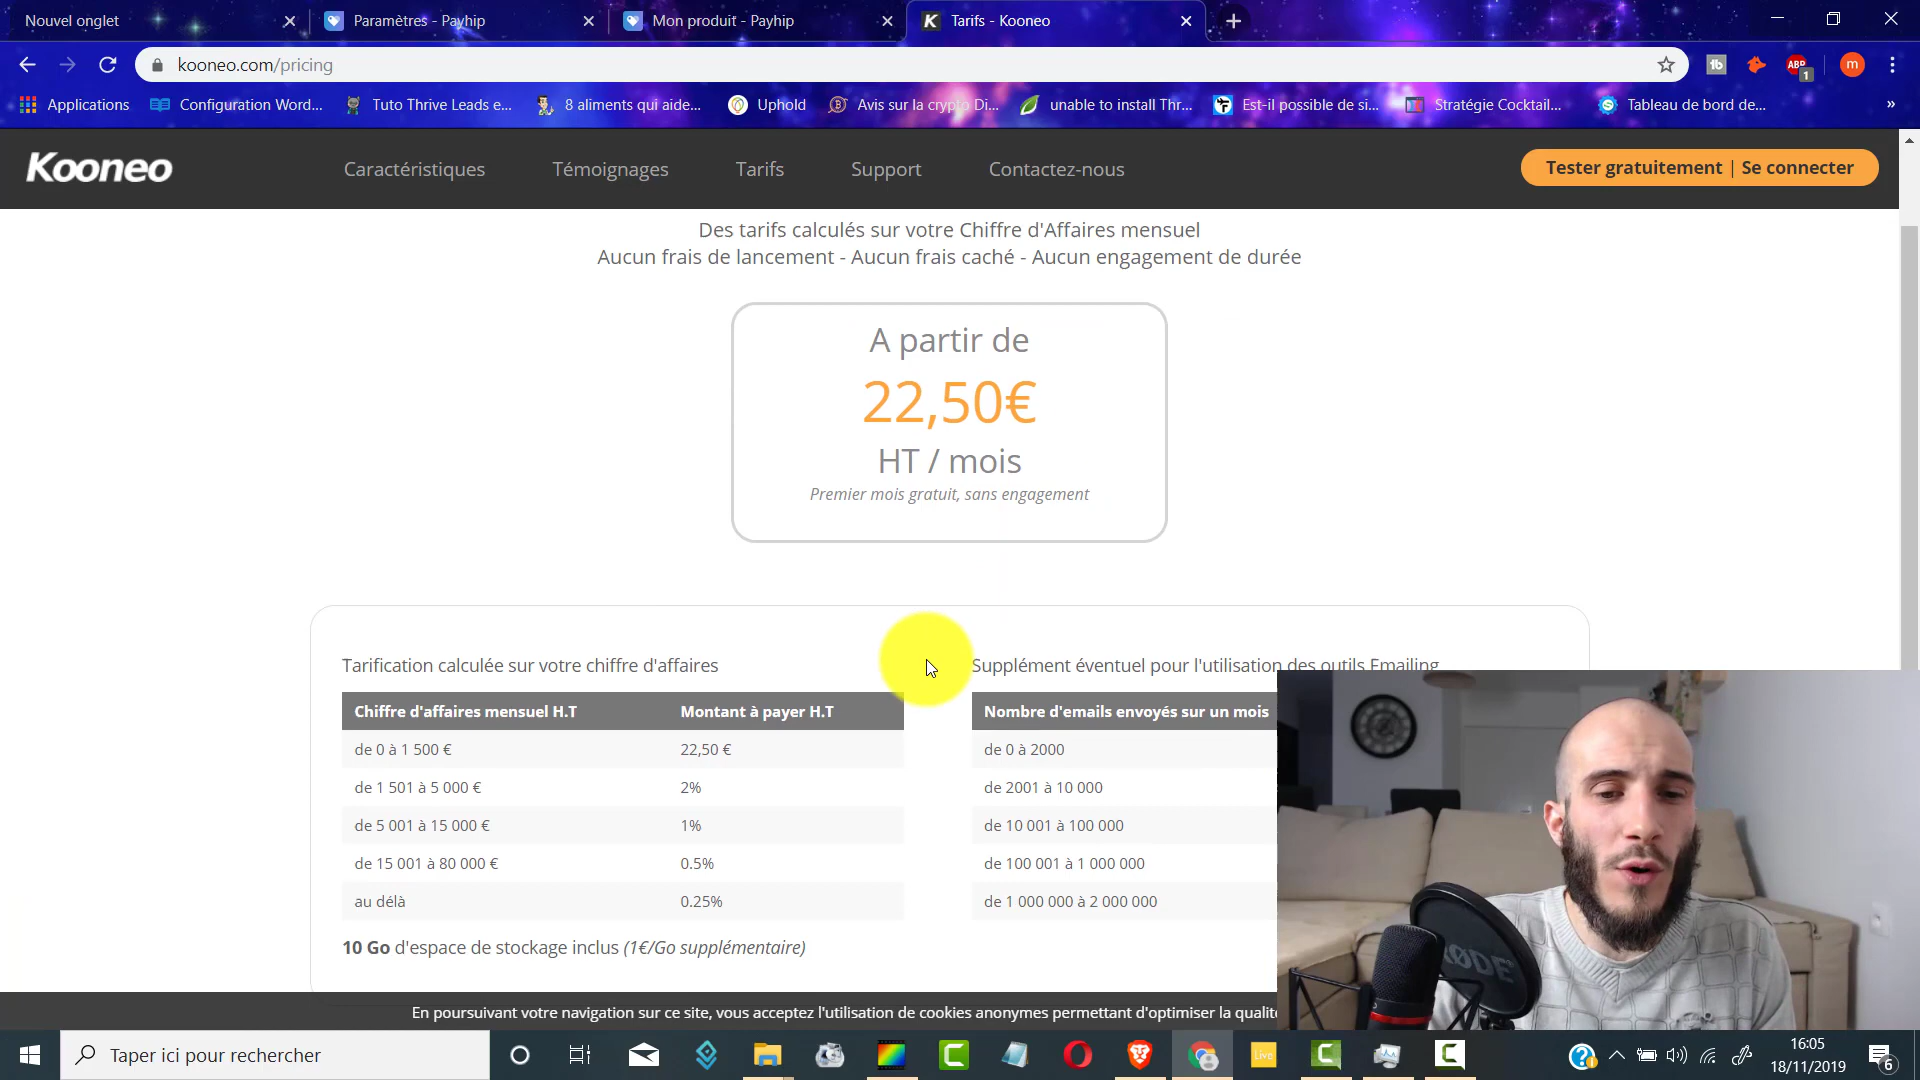 Nouvel onglet
Paramètres - Payhip
Mon produit - Payhip
Tarifs - Kooneo
kooneo.com/pricing
ABP
1
m
Applications
Configuration Word...
Tuto Thrive Leads e...
8 aliments qui aide...
Uphold
Avis sur la crypto Di...
unable to install Thr...
Est-il possible de si...
Stratégie Cocktail...
Tableau de bord de...
»
Kooneo
Caractéristiques
Témoignages
Tarifs
Support
Contactez-nous
Tester gratuitement | Se connecter
Des tarifs calculés sur votre Chiffre d'Affaires mensuel
Aucun frais de lancement - Aucun frais caché - Aucun engagement de durée
A partir de
22,50€
HT / mois
Premier mois gratuit, sans engagement
Tarification calculée sur votre chiffre d'affaires
Chiffre d'affaires mensuel H.T Montant à payer H.T
de 0 à 1 500 € 22,50 €
de 1 501 à 5 000 € 2%
de 5 001 à 15 000 € 1%
de 15 001 à 80 000 € 0.5%
au délà 0.25%
10 Go d'espace de stockage inclus (1€/Go supplémentaire)
Supplément éventuel pour l'utilisation des outils Emailing
Nombre d'emails envoyés sur un mois
de 0 à 2000
de 2001 à 10 000
de 10 001 à 100 000
de 100 001 à 1 000 000
de 1 000 000 à 2 000 000
RØDE
En poursuivant votre navigation sur ce site, vous acceptez l'utilisation de cookies anonymes permettant d'optimiser la qualité
Taper ici pour rechercher
Live
16:05
18/11/2019
6